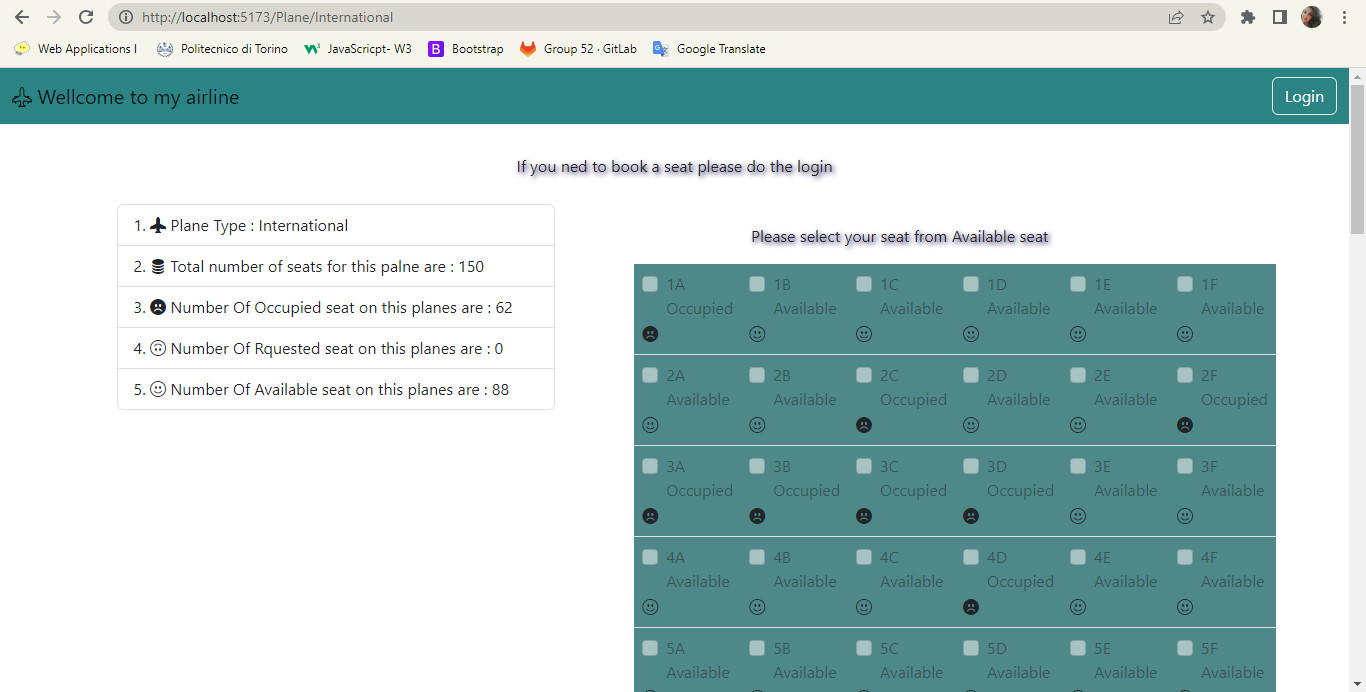 http://localhost:5173/Plane/International
Web Applications I Politecnico di Torino JavaScricpt- W3 Bootstrap Group 52 · GitLab Google Translate
Wellcome to my airline Login
If you ned to book a seat please do the login
1. Plane Type : International
2. Total number of seats for this palne are : 150
3. Number Of Occupied seat on this planes are : 62
4. Number Of Rquested seat on this planes are : 0
5. Number Of Available seat on this planes are : 88
Please select your seat from Available seat
1A 1B 1C 1D 1E 1F
Occupied Available Available Available Available Available
2A 2B 2C 2D 2E 2F
Available Available Occupied Available Available Occupied
3A 3B 3C 3D 3E 3F
Occupied Occupied Occupied Occupied Available Available
4A 4B 4C 4D 4E 4F
Available Available Available Occupied Available Available
5A 5B 5C 5D 5E 5F
Available Available Available Available Available Available